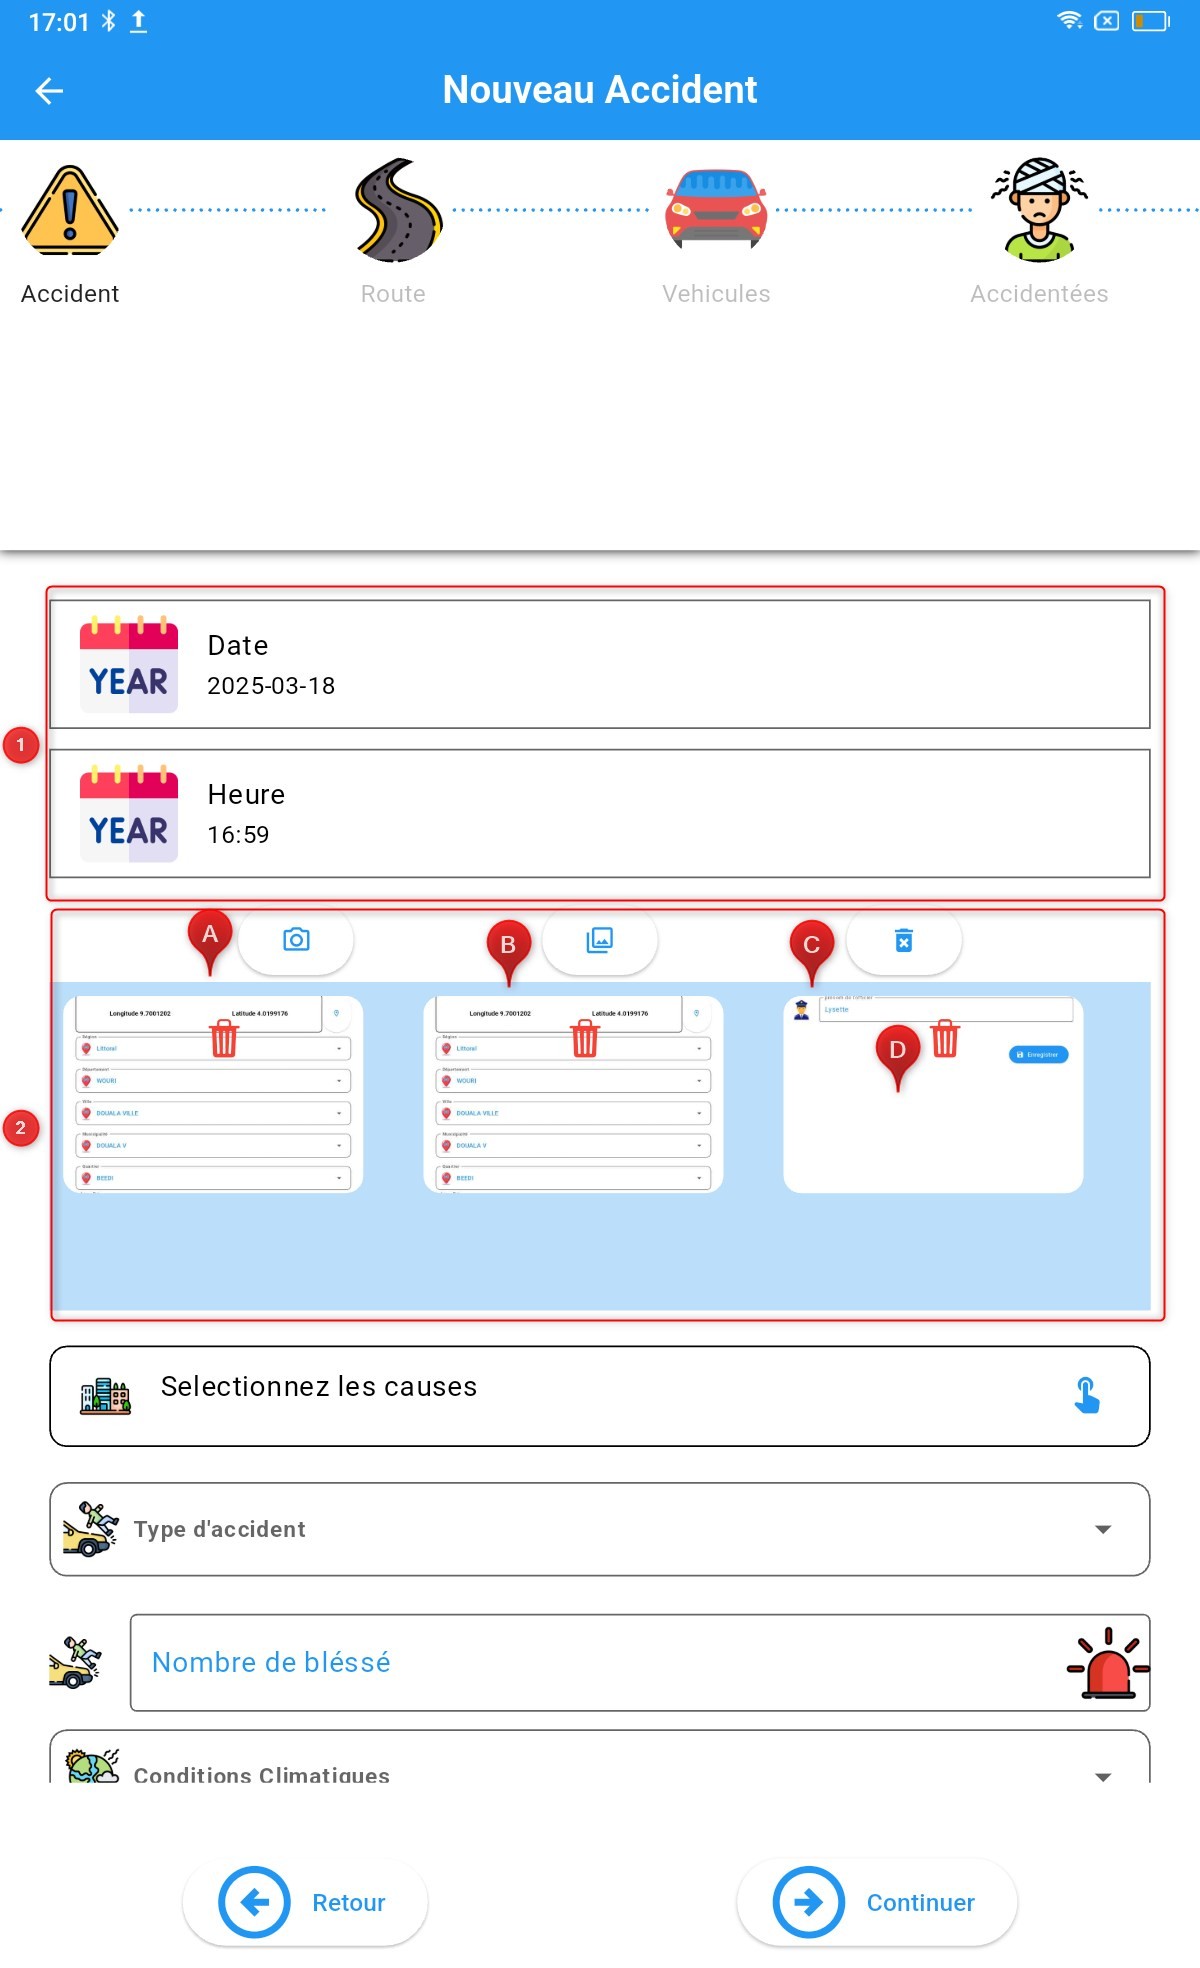 17:01
Nouveau Accident
Accident
Route
Vehicules
Accidentées
YEAR
Date
2025-03-18
1
YEAR
Heure
16:59
A
B
C
Longitude 9.7001202 Latitude 4.0199176
Littoral
WOURI
DOUALA VILLE
DOUALA V
BEEDI
Longitude 9.7001202 Latitude 4.0199176
Littoral
WOURI
DOUALA VILLE
DOUALA V
BEEDI
Lysette
D
Enregistrer
2
Selectionnez les causes
Type d'accident
Nombre de bléssé
Conditions Climatiques
Retour
Continuer